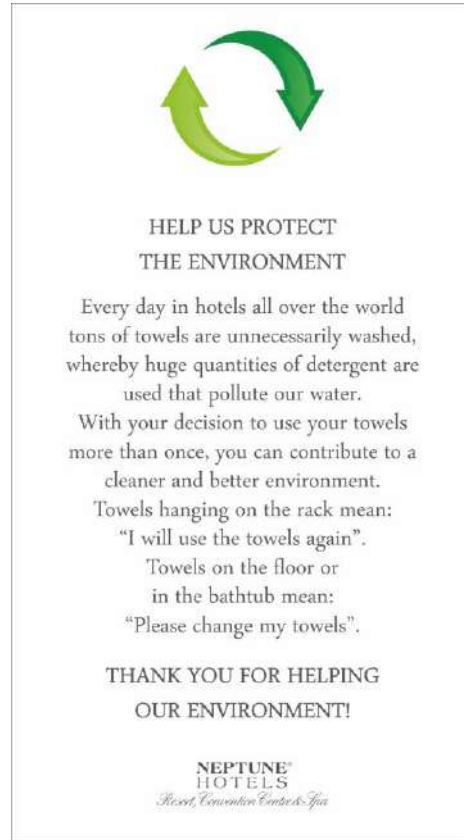 HELP US PROTECT
THE ENVIRONMENT
Every day in hotels all over the world
tons of towels are unnecessarily washed,
whereby huge quantities of detergent are
used that pollute our water.
With your decision to use your towels
more than once, you can contribute to a
cleaner and better environment.
Towels hanging on the rack mean:
“I will use the towels again”.
Towels on the floor or
in the bathtub mean:
“Please change my towels”.
THANK YOU FOR HELPING
OUR ENVIRONMENT!
NEPTUNE®
HOTELS
Resort, Convention Centre & Spa